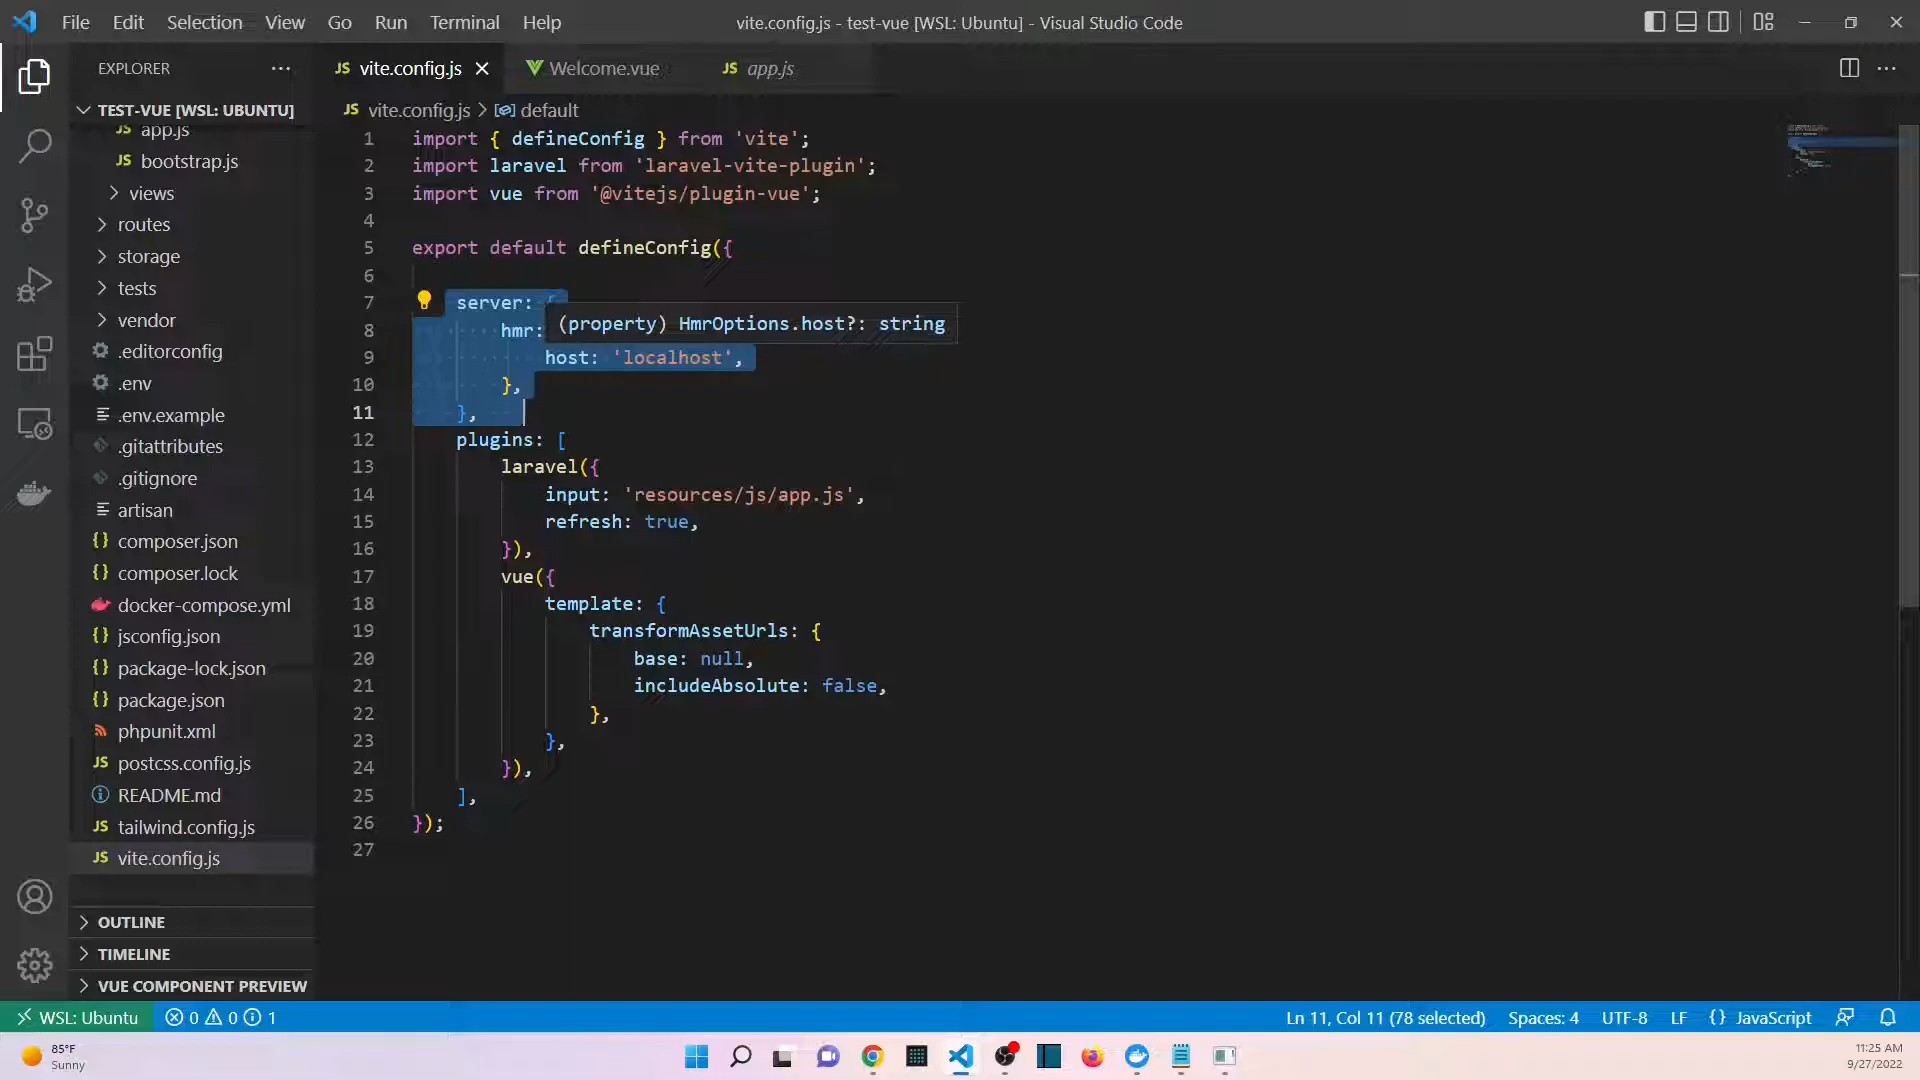 File Edit Selection View Go Run Terminal Help
vite.config.js - test-vue [WSL: Ubuntu] - Visual Studio Code
EXPLORER
TEST-VUE [WSL: UBUNTU]
JS app.js
JS bootstrap.js
views
routes
storage
tests
vendor
.editorconfig
.env
.env.example
.gitattributes
.gitignore
artisan
{} composer.json
{} composer.lock
docker-compose.yml
{} jsconfig.json
{} package-lock.json
{} package.json
phpunit.xml
JS postcss.config.js
README.md
JS tailwind.config.js
JS vite.config.js
OUTLINE
TIMELINE
VUE COMPONENT PREVIEW
JS vite.config.js Welcome.vue JS app.js
JS vite.config.js > default
1 import { defineConfig } from 'vite';
2 import laravel from 'laravel-vite-plugin';
3 import vue from '@vitejs/plugin-vue';
4
5 export default defineConfig({
6
7 server: {
8 hmr:
(property) HmrOptions.host?: string
9 host: 'localhost',
10 },
11 },
12 plugins: [
13 laravel({
14 input: 'resources/js/app.js',
15 refresh: true,
16 }),
17 vue({
18 template: {
19 transformAssetUrls: {
20 base: null,
21 includeAbsolute: false,
22 },
23 },
24 }),
25 ],
26 });
27
WSL: Ubuntu 0 0 1 Ln 11, Col 11 (78 selected) Spaces: 4 UTF-8 LF {} JavaScript
85°F
Sunny
11:25 AM
9/27/2022